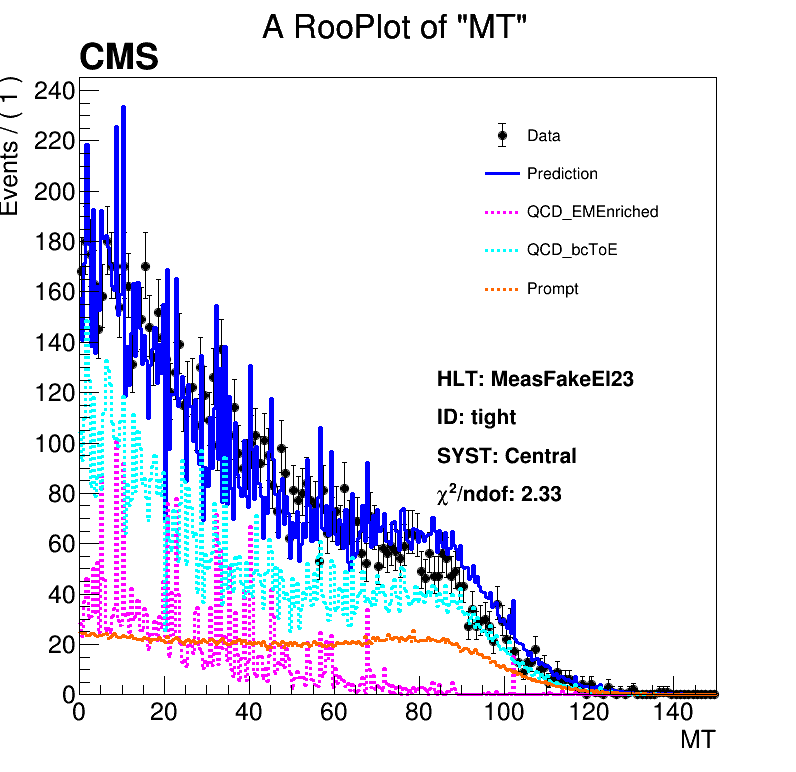 A RooPlot of "MT"
CMS
Events / ( 1 )
240
220
200
180
160
140
120
100
80
60
40
20
0
Data
Prediction
QCD_EMEnriched
QCD_bcToE
Prompt
HLT: MeasFakeEl23
ID: tight
SYST: Central
χ²/ndof: 2.33
0 20 40 60 80 100 120 140
MT